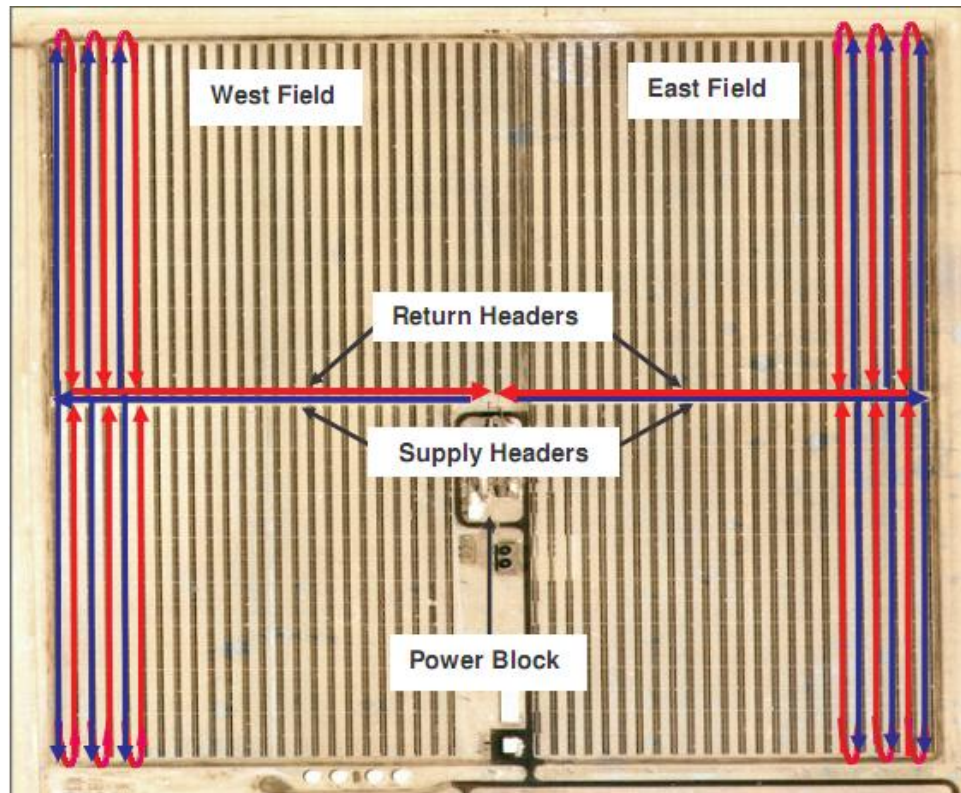 West Field
East Field
Return Headers
Supply Headers
Power Block